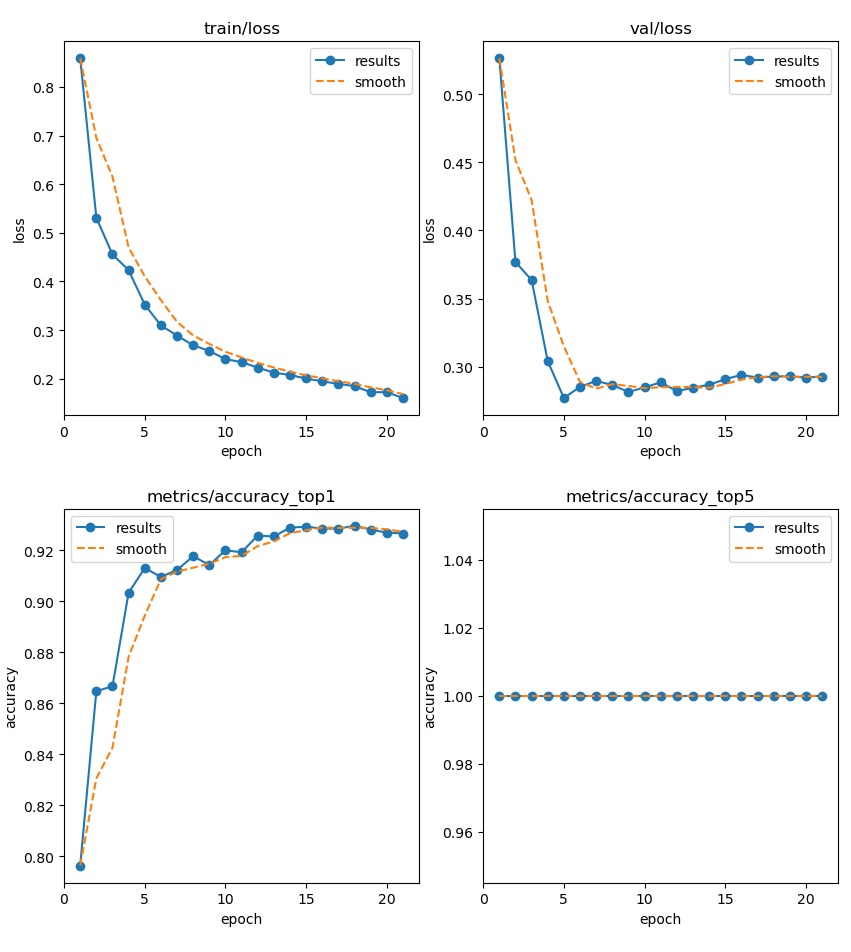 train/loss
results
smooth
loss
0.8
0.7
0.6
0.5
0.4
0.3
0.2
0 5 10 15 20
epoch
val/loss
results
smooth
loss
0.50
0.45
0.40
0.35
0.30
0 5 10 15 20
epoch
metrics/accuracy_top1
results
smooth
accuracy
0.92
0.90
0.88
0.86
0.84
0.82
0.80
0 5 10 15 20
epoch
metrics/accuracy_top5
results
smooth
accuracy
1.04
1.02
1.00
0.98
0.96
0 5 10 15 20
epoch